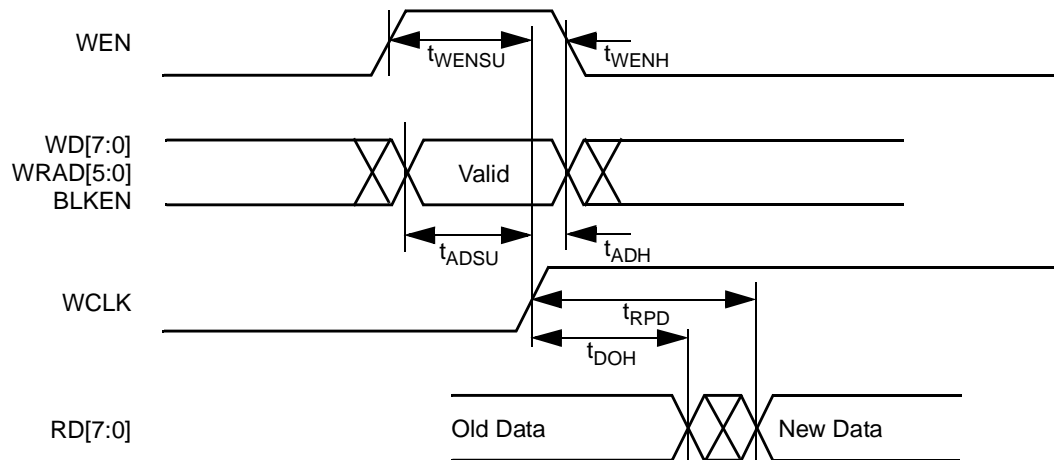 WEN
tWENSU
tWENH
WD[7:0]
WRAD[5:0]
BLKEN
Valid
tADSU
tADH
WCLK
tRPD
tDOH
RD[7:0]
Old Data
New Data